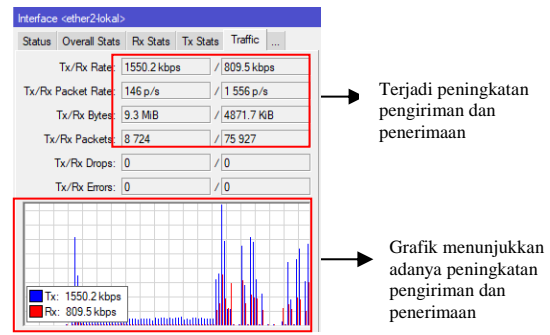 Interface <ether2-lokal>
Status Overall Stats Rx Stats Tx Stats Traffic ...
Tx/Rx Rate: 1550.2 kbps / 809.5 kbps
Tx/Rx Packet Rate: 146 p/s / 1 556 p/s
Tx/Rx Bytes: 9.3 MiB / 4871.7 KiB
Tx/Rx Packets: 8 724 / 75 927
Tx/Rx Drops: 0 / 0
Tx/Rx Errors: 0 / 0
Tx: 1550.2 kbps
Rx: 809.5 kbps
Terjadi peningkatan
pengiriman dan
penerimaan
Grafik menunjukkan
adanya peningkatan
pengiriman dan
penerimaan